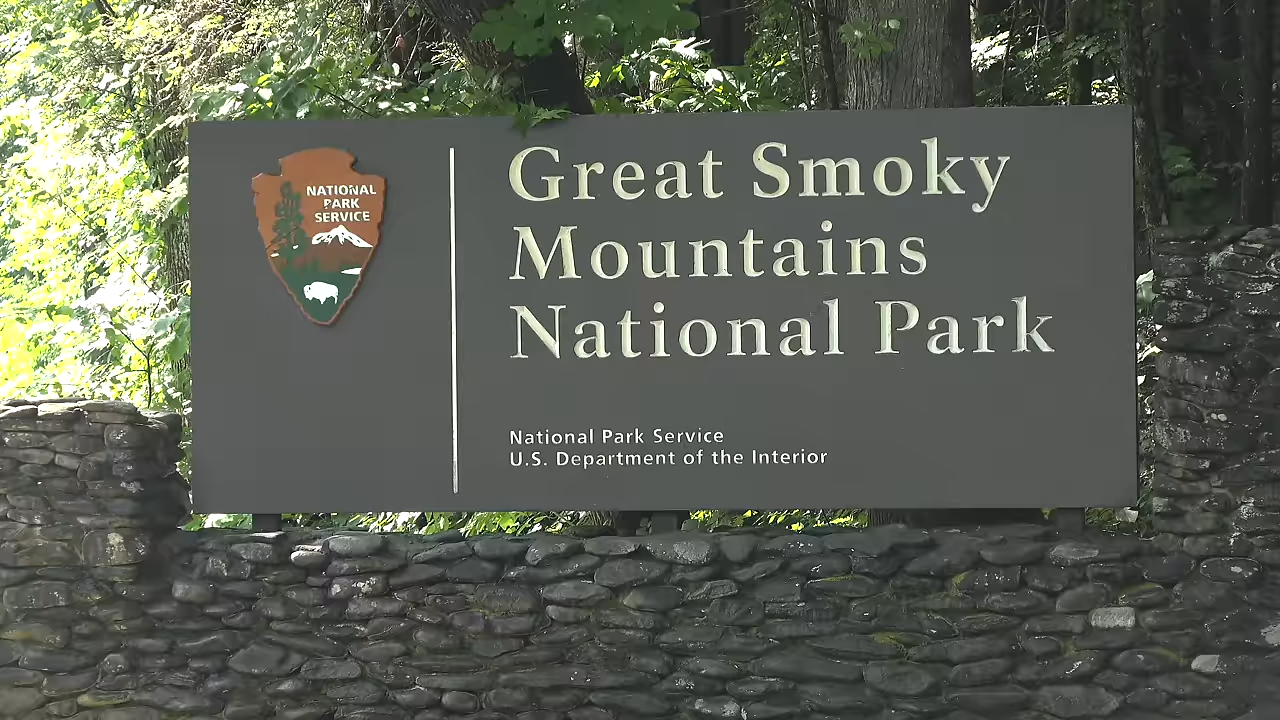 NATIONAL
PARK
SERVICE
Great Smoky
Mountains
National Park
National Park Service
U.S. Department of the Interior